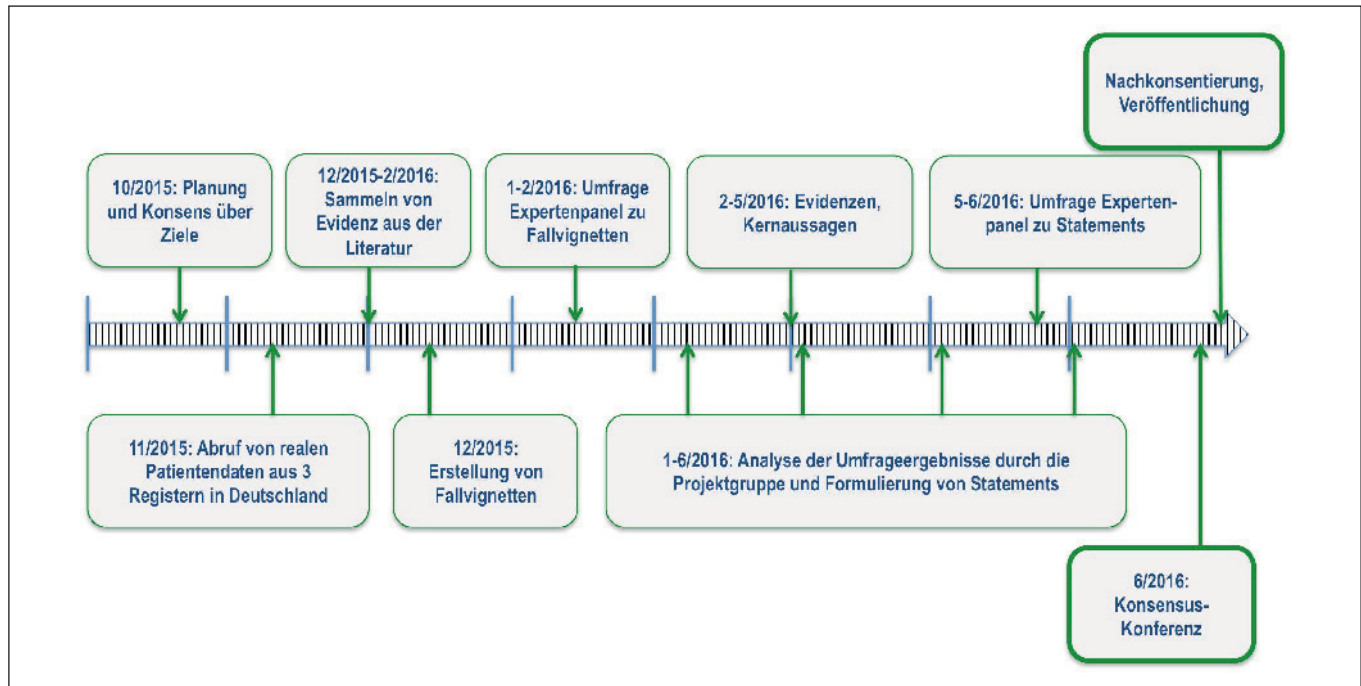 Nachkonsentierung,
Veröffentlichung
10/2015: Planung
und Konsens über
Ziele
12/2015-2/2016:
Sammeln von
Evidenz aus der
Literatur
1-2/2016: Umfrage
Expertenpanel zu
Fallvignetten
2-5/2016: Evidenzen,
Kernaussagen
5-6/2016: Umfrage Experten-
panel zu Statements
11/2015: Abruf von realen
Patientendaten aus 3
Registern in Deutschland
12/2015:
Erstellung von
Fallvignetten
1-6/2016: Analyse der Umfrageergebnisse durch die
Projektgruppe und Formulierung von Statements
6/2016:
Konsensus-
Konferenz